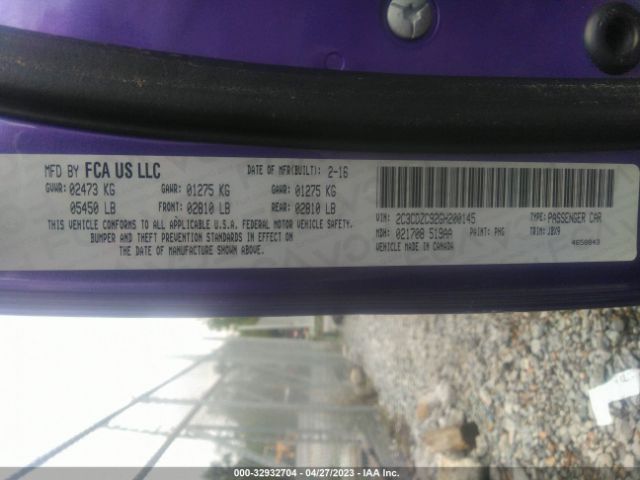 MFD BY FCA US LLC DATE OF MFR(BUILT): 2-16
GVWR: 02473 KG GAWR: 01275 KG GAWR: 01275 KG
05450 LB FRONT: 02810 LB REAR: 02810 LB
THIS VEHICLE CONFORMS TO ALL APPLICABLE U.S.A. FEDERAL MOTOR VEHICLE SAFETY,
BUMPER AND THEFT PREVENTION STANDARDS IN EFFECT ON
THE DATE OF MANUFACTURE SHOWN ABOVE.
VIN: 2C3CDZC92GH200145 TYPE: PASSENGER CAR
MDH: 021708 519AA PAINT: PHG TRIM: JBX9
VEHICLE MADE IN CANADA 4650843
000-32932704 - 04/27/2023 - IAA Inc.